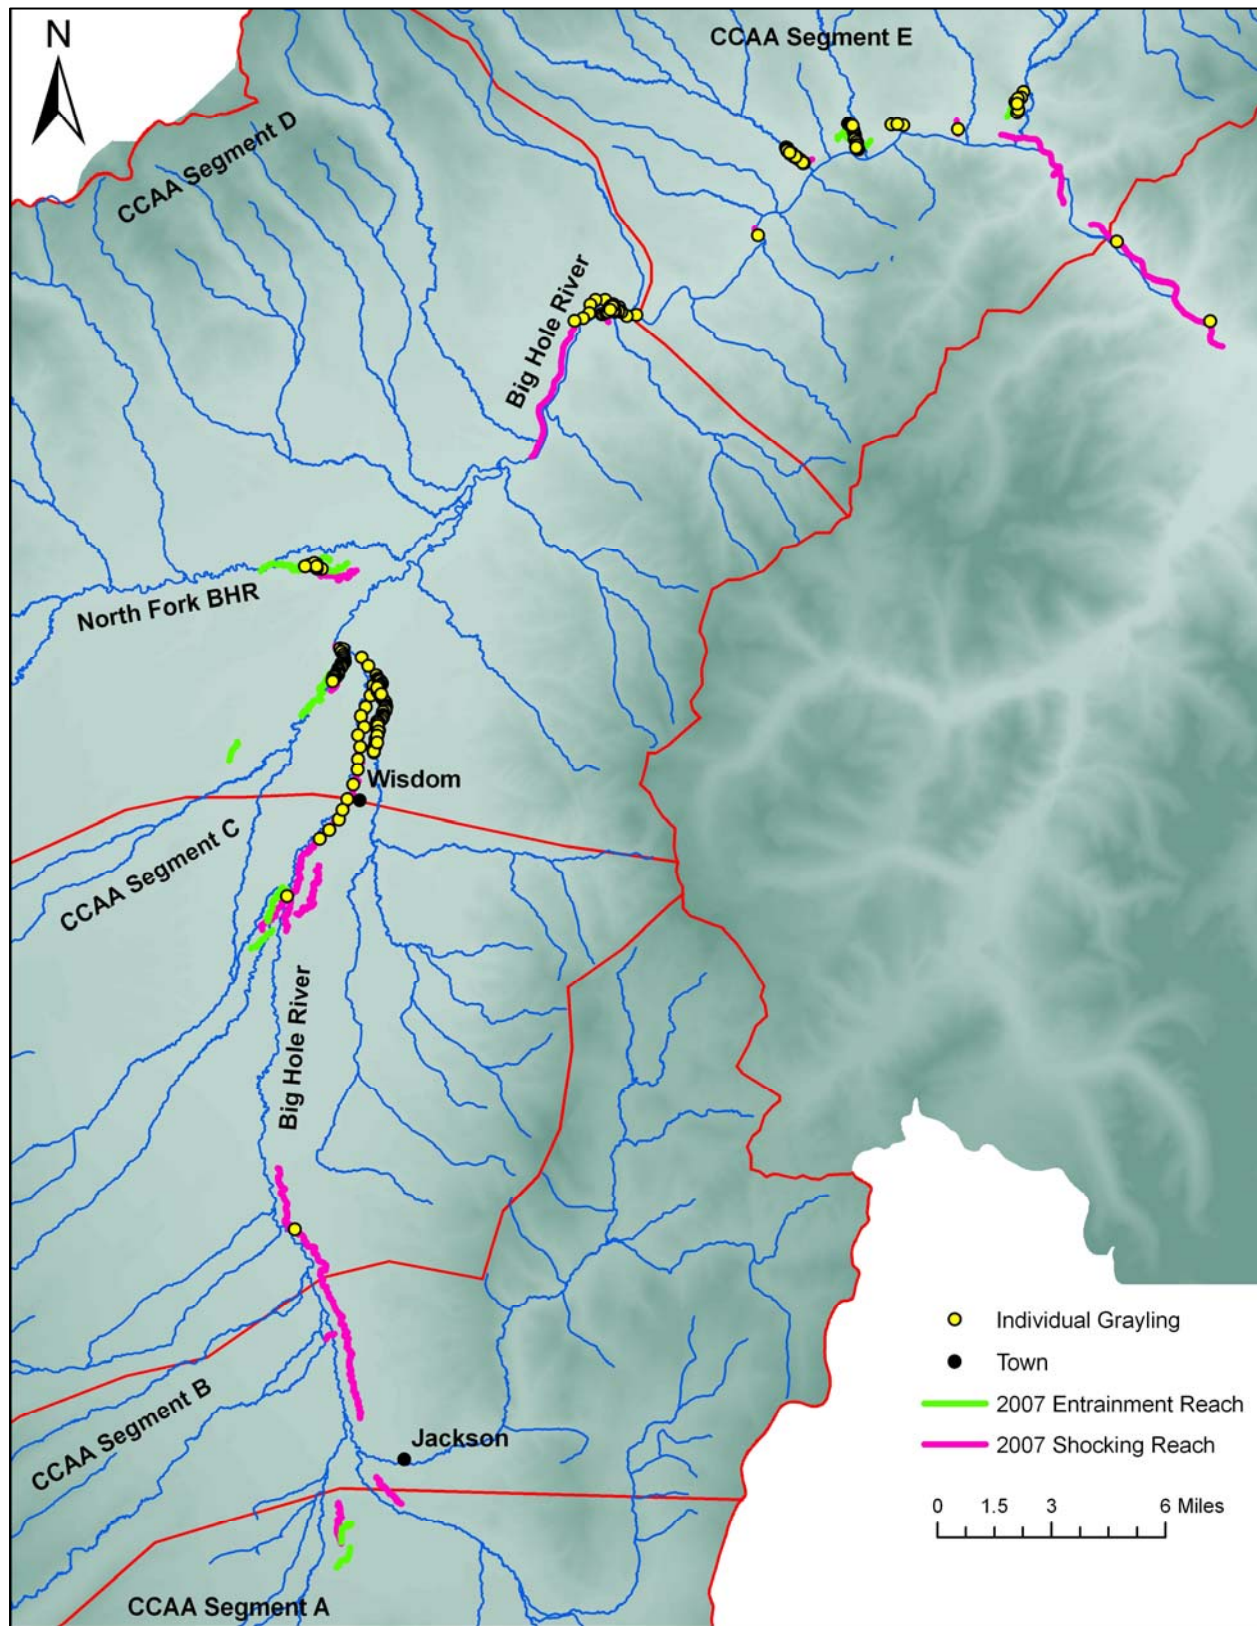 N
CCAA Segment E
CCAA Segment D
Big Hole River
North Fork BHR
Wisdom
CCAA Segment C
Big Hole River
CCAA Segment B
Jackson
CCAA Segment A
Individual Grayling
Town
2007 Entrainment Reach
2007 Shocking Reach
0 1.5 3 6 Miles